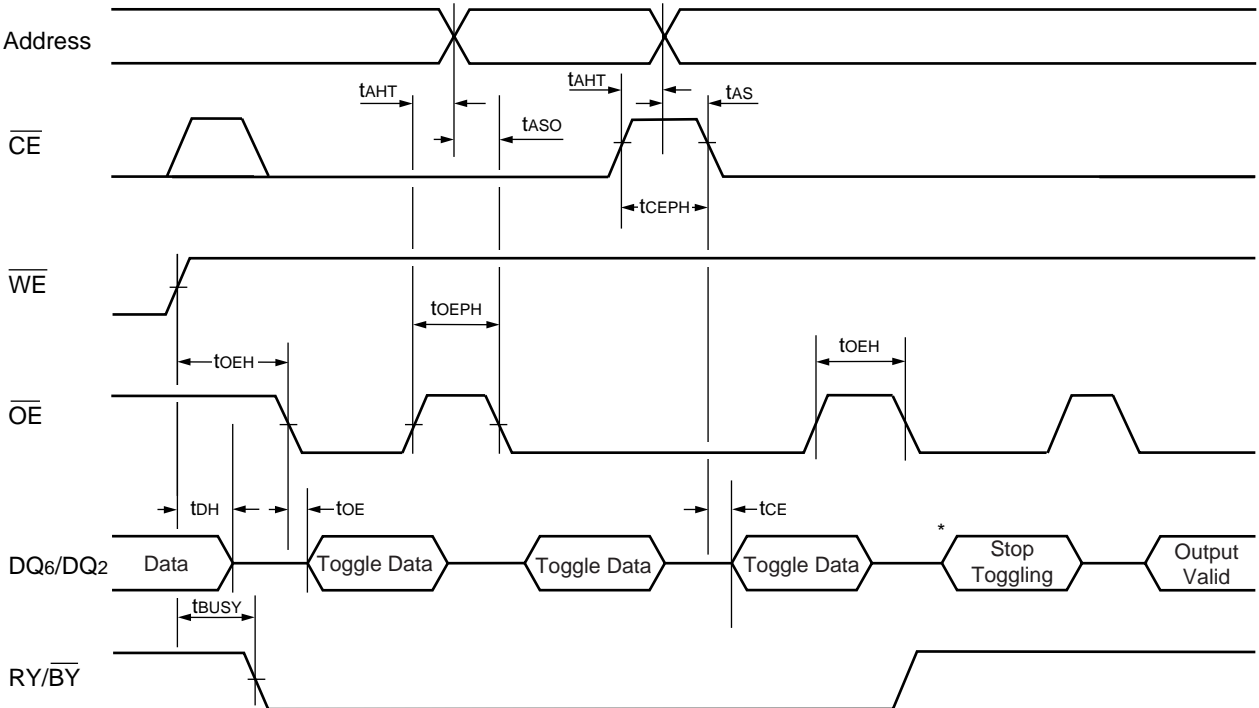 Address
tAHT
tAHT
tAS
tASO
CE
tCEPH
WE
tOEPH
tOEH
tOEH
OE
tDH
tOE
tCE
*
DQ6/DQ2
Data
Toggle Data
Toggle Data
Toggle Data
Stop
Toggling
Output
Valid
tBUSY
RY/BY